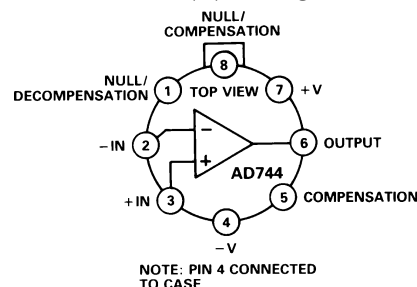 NULL/
COMPENSATION
8
NULL/
DECOMPENSATION
1
TOP VIEW
7
+V
-IN
2
−
6
OUTPUT
+
AD744
+IN
3
5
COMPENSATION
4
-V
NOTE: PIN 4 CONNECTED
TO CASE